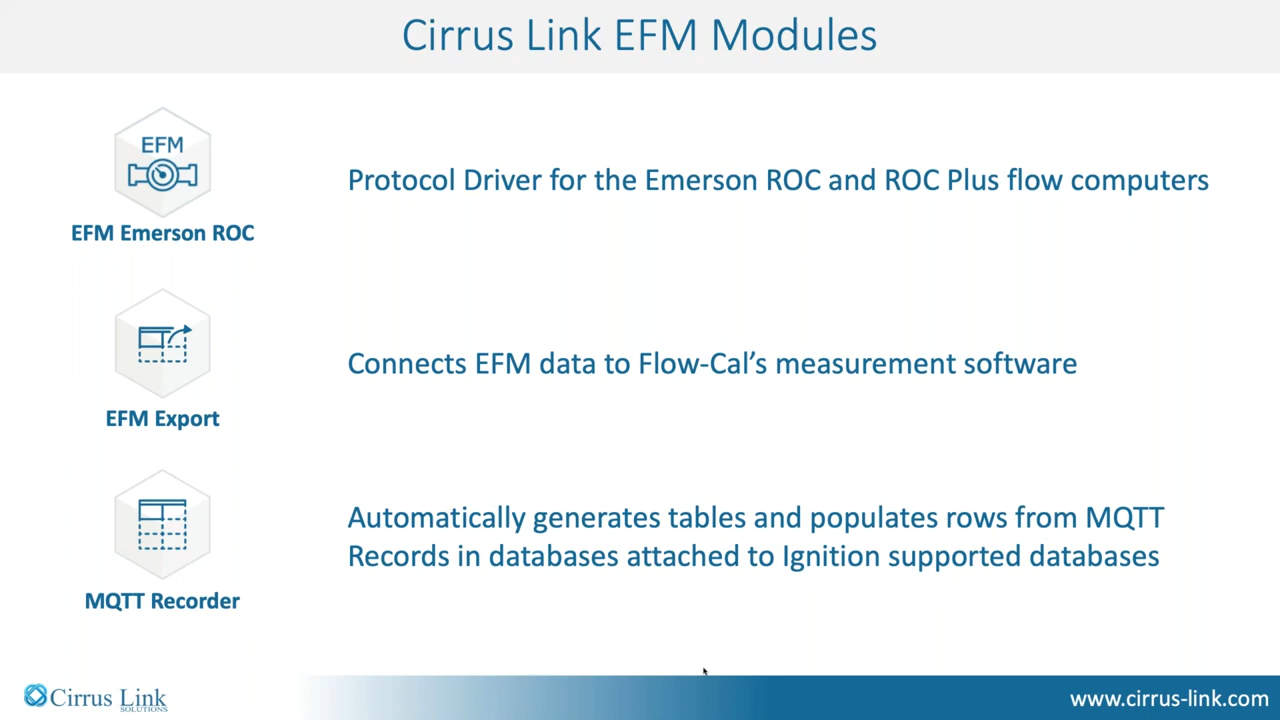 Cirrus Link EFM Modules
EFM
EFM Emerson ROC
Protocol Driver for the Emerson ROC and ROC Plus flow computers
EFM Export
Connects EFM data to Flow-Cal’s measurement software
MQTT Recorder
Automatically generates tables and populates rows from MQTT
Records in databases attached to Ignition supported databases
Cirrus Link
SOLUTIONS
www.cirrus-link.com